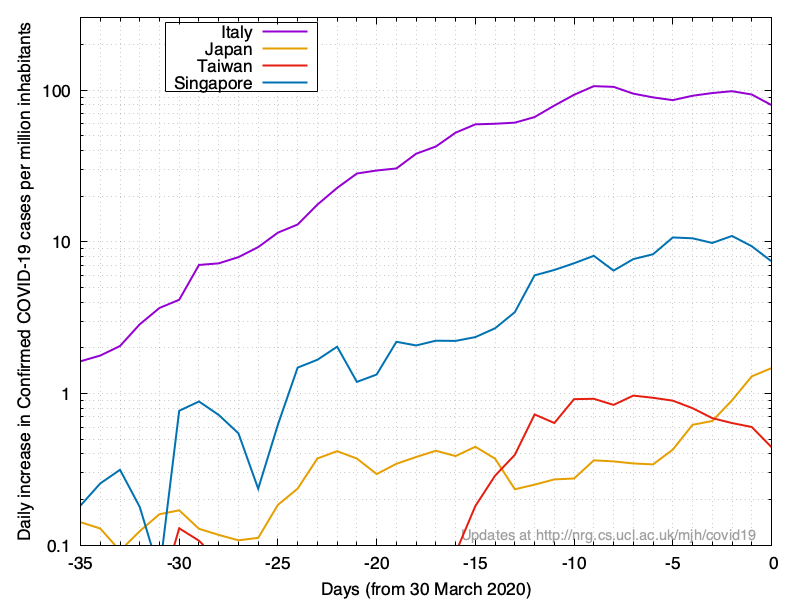 Italy
Japan
Taiwan
Singapore
100
10
1
0.1
Daily increase in Confirmed COVID-19 cases per million inhabitants
Updates at http://nrg.cs.ucl.ac.uk/mjh/covid19
-35 -30 -25 -20 -15 -10 -5 0
Days (from 30 March 2020)